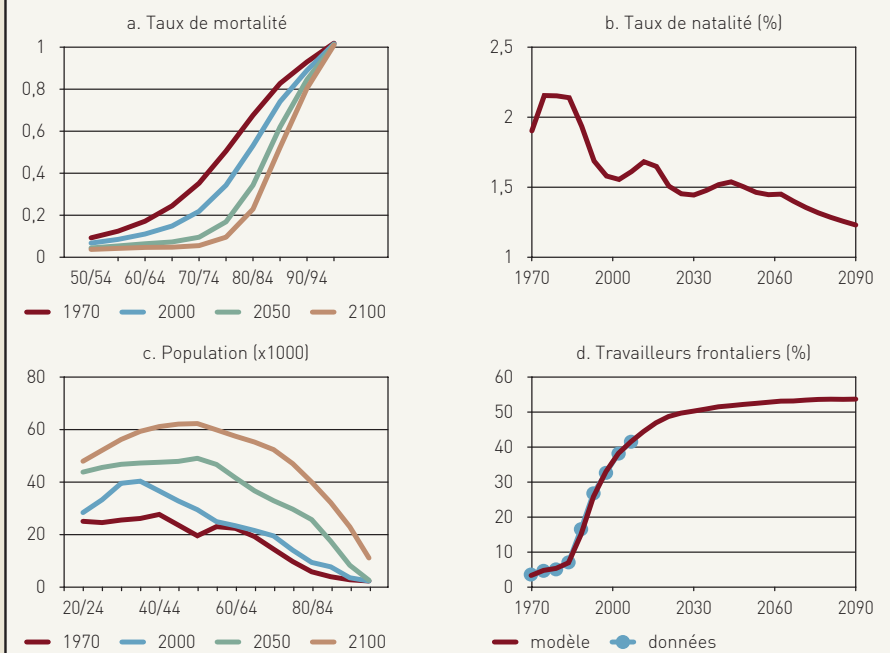 a. Taux de mortalité
1
0,8
0,6
0,4
0,2
0
50/54 60/64 70/74 80/84 90/94
1970 2000 2050 2100
b. Taux de natalité (%)
2,5
2
1,5
1
1970 2000 2030 2060 2090
c. Population (x1000)
80
60
40
20
0
20/24 40/44 60/64 80/84
1970 2000 2050 2100
d. Travailleurs frontaliers (%)
60
50
40
30
20
10
0
1970 2000 2030 2060 2090
modèle données